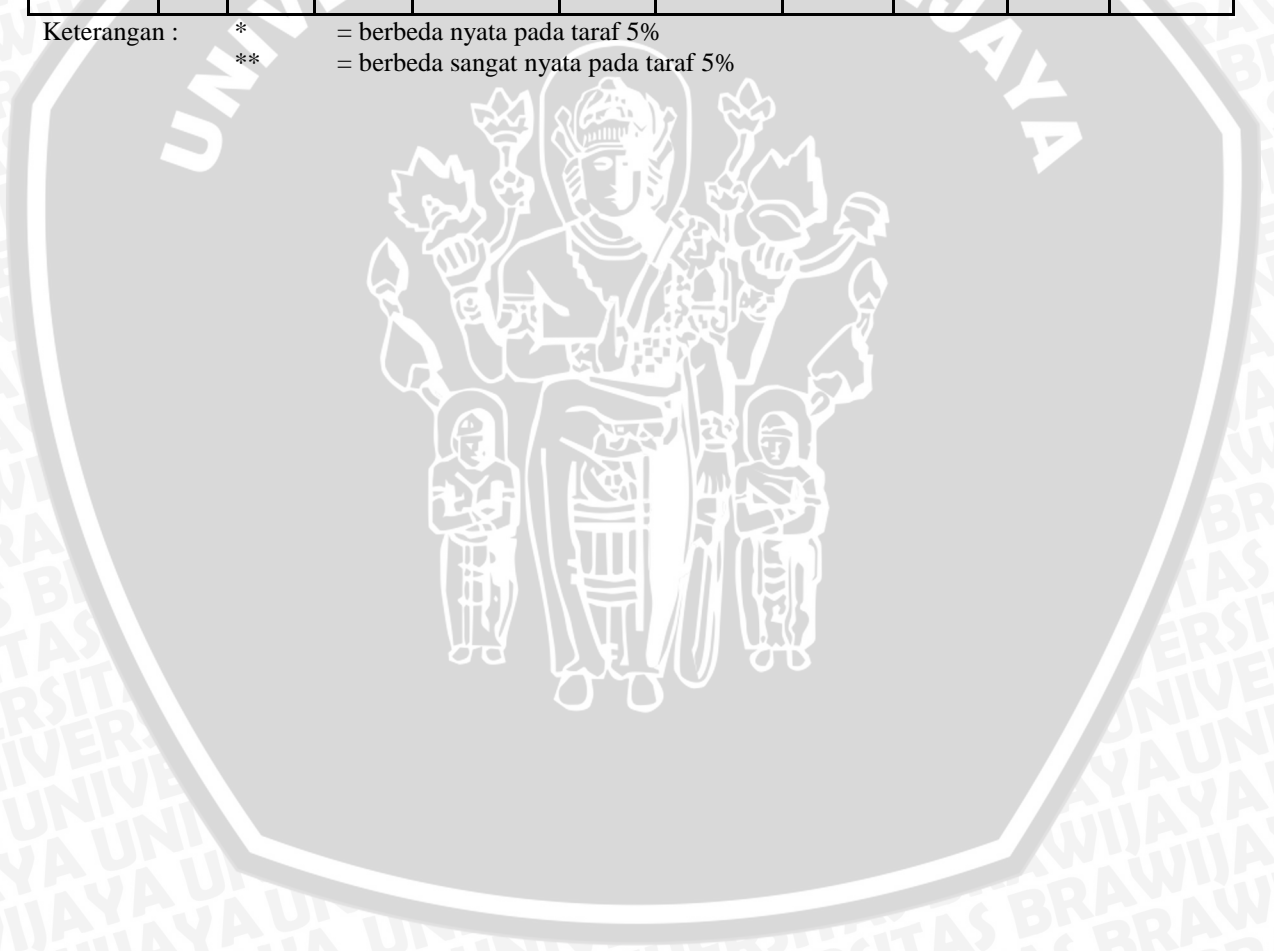 Keterangan : * = berbeda nyata pada taraf 5%
** = berbeda sangat nyata pada taraf 5%